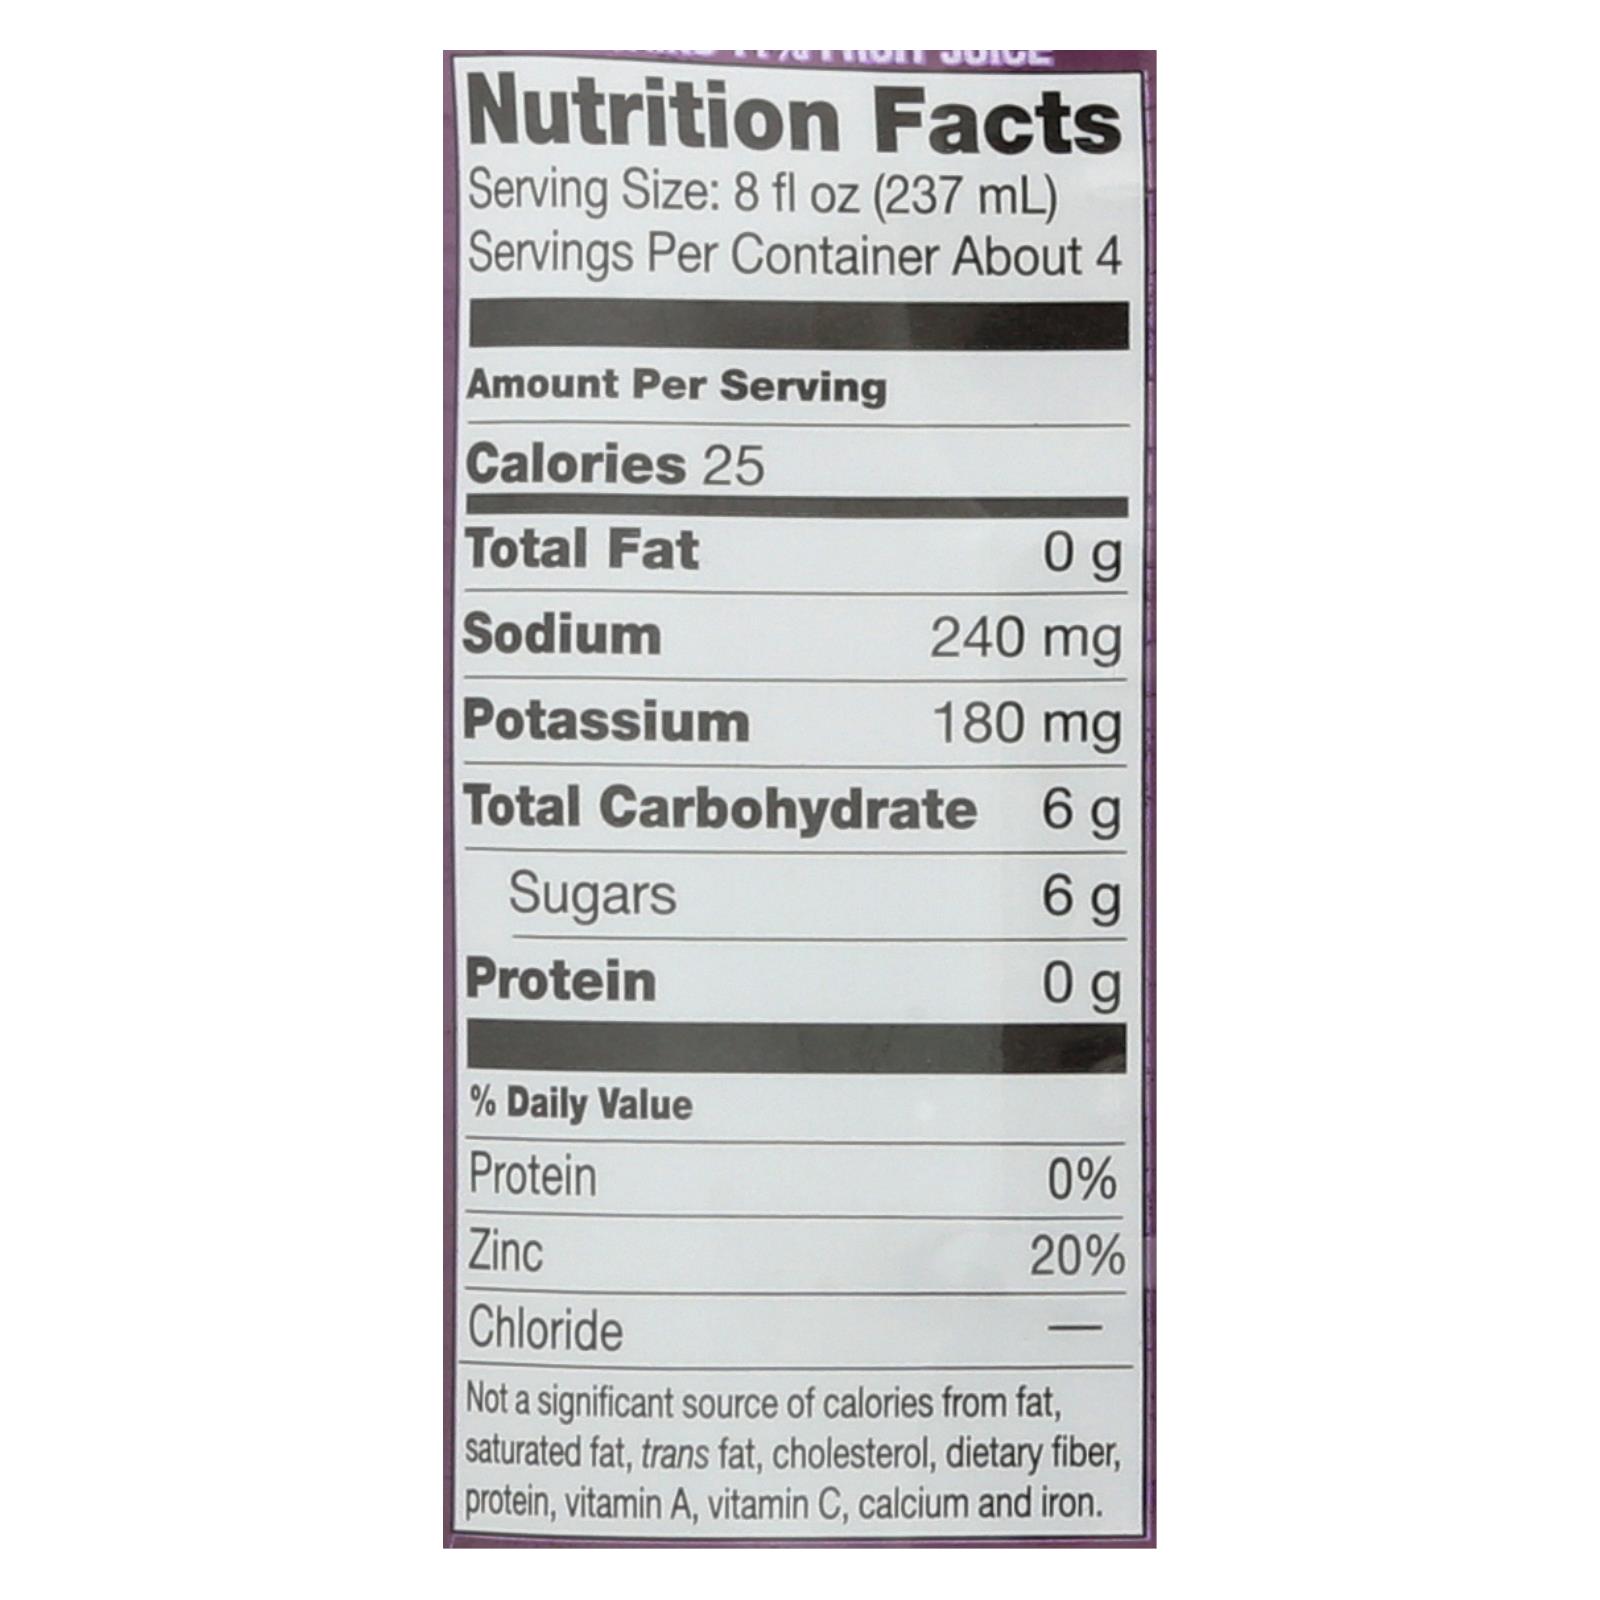 FRUIT JUICE
Nutrition Facts
Serving Size: 8 fl oz (237 mL)
Servings Per Container About 4
Amount Per Serving
Calories 25
Total Fat 0 g
Sodium 240 mg
Potassium 180 mg
Total Carbohydrate 6 g
Sugars 6 g
Protein 0 g
% Daily Value
Protein 0%
Zinc 20%
Chloride —
Not a significant source of calories from fat,
saturated fat, trans fat, cholesterol, dietary fiber,
protein, vitamin A, vitamin C, calcium and iron.